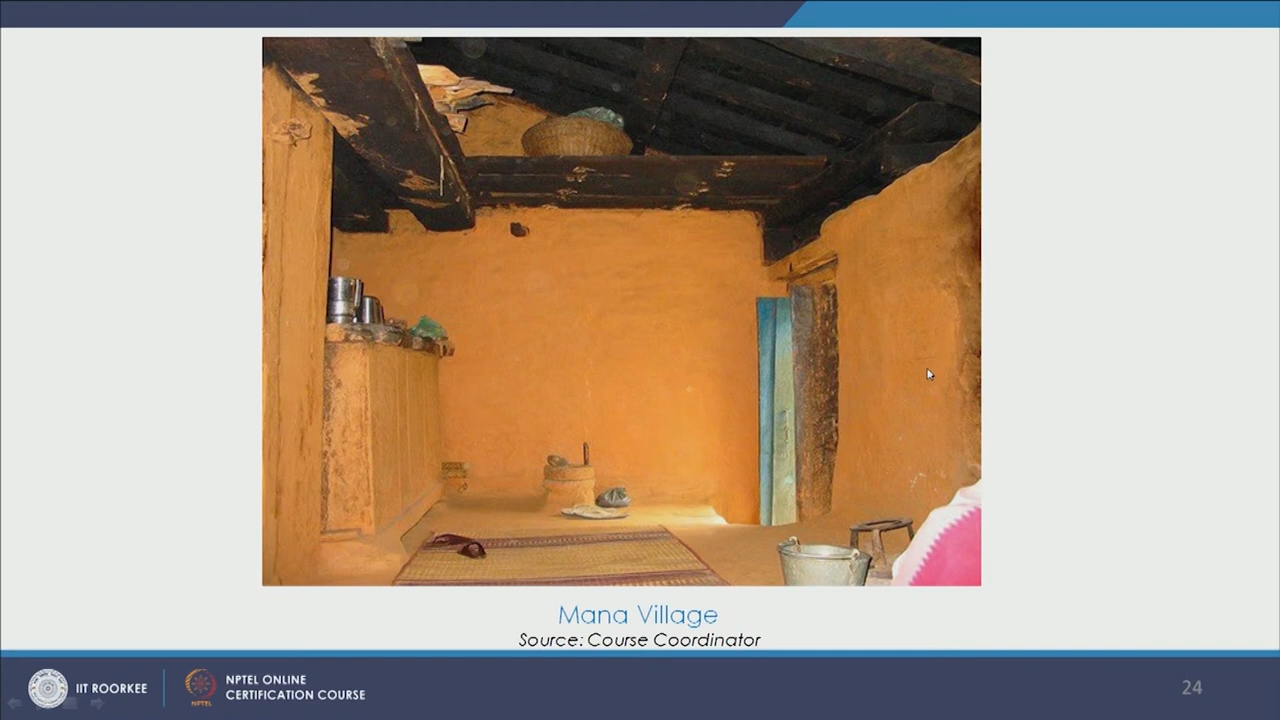 Mana Village
Source: Course Coordinator
IIT ROORKEE
NPTEL
NPTEL ONLINE
CERTIFICATION COURSE
24